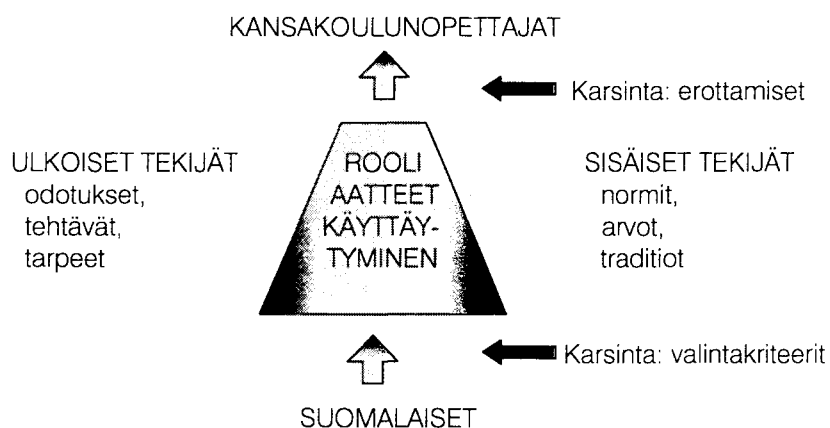 KANSAKOULUNOPETTAJAT
Karsinta: erottamiset
ULKOISET TEKIJÄT
odotukset,
tehtävät,
tarpeet
ROOLI
AATTEET
KÄYTTÄY-
TYMINEN
SISÄISET TEKIJÄT
normit,
arvot,
traditiot
Karsinta: valintakriteerit
SUOMALAISET